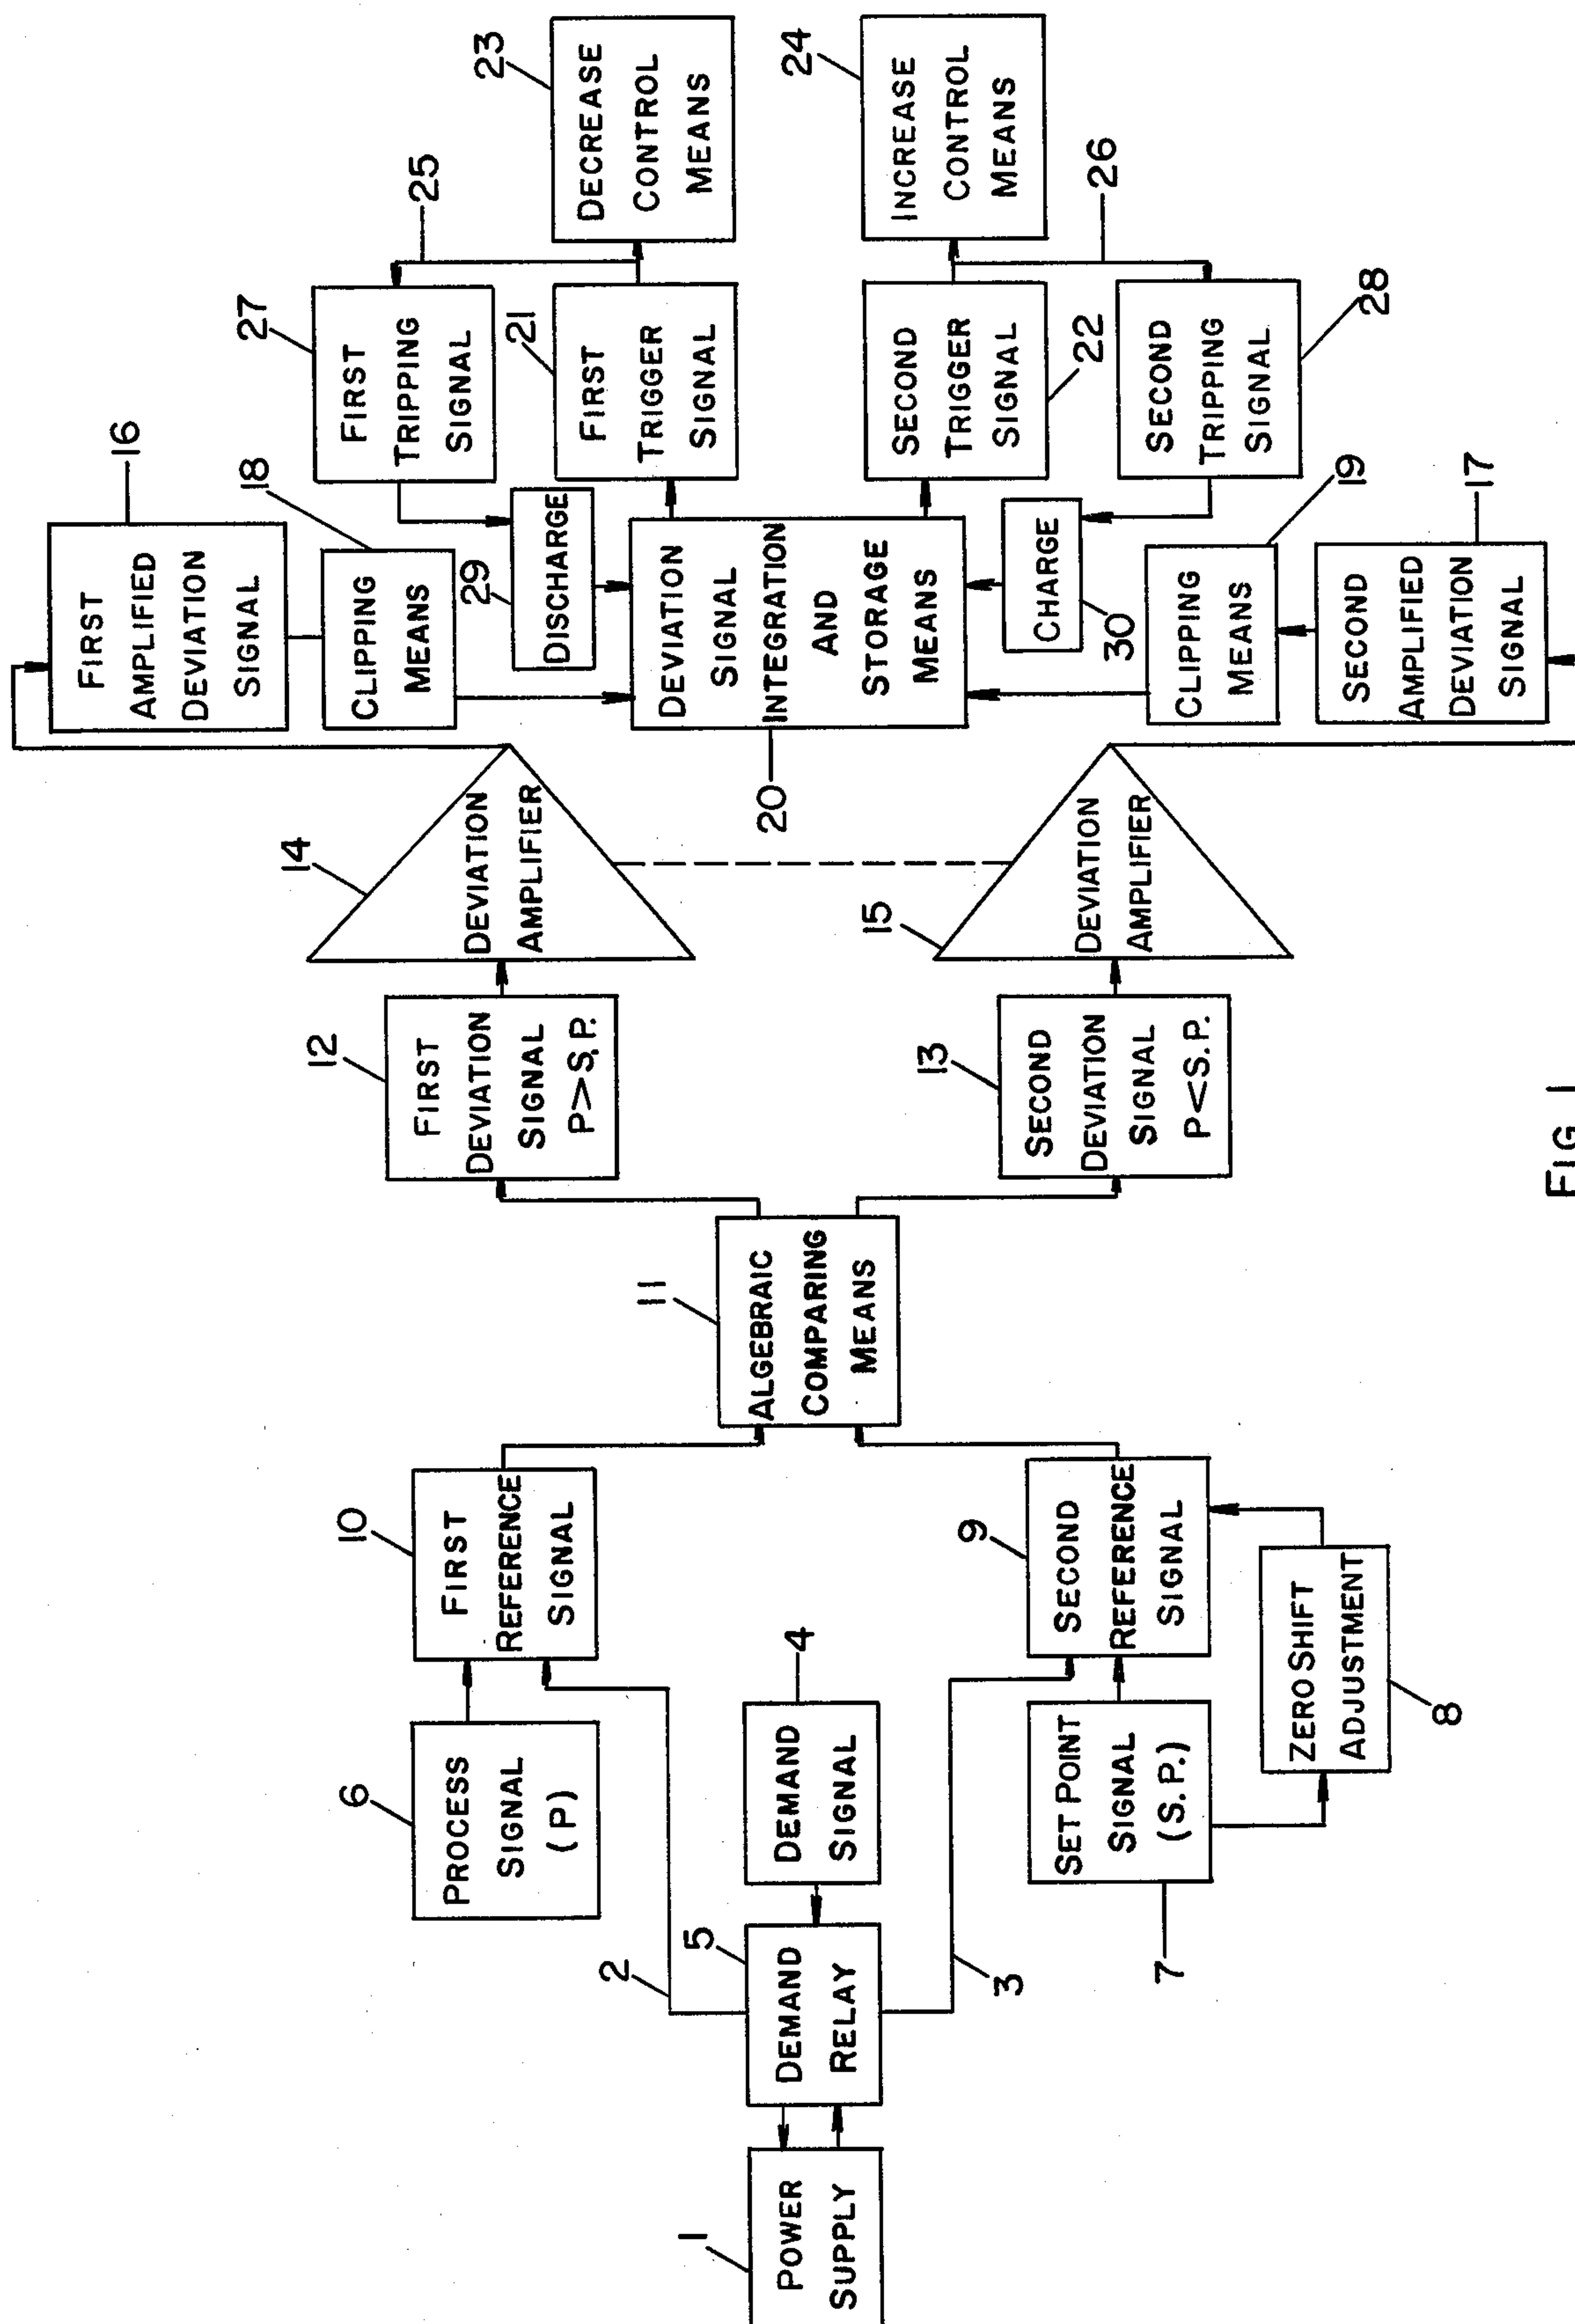 1
POWER
SUPPLY
5
DEMAND
RELAY
2
3
4
DEMAND
SIGNAL
6
PROCESS
SIGNAL
(P)
7
SET POINT
SIGNAL
(S.P.)
8
ZERO SHIFT
ADJUSTMENT
10
FIRST
REFERENCE
SIGNAL
9
SECOND
REFERENCE
SIGNAL
11
ALGEBRAIC
COMPARING
MEANS
12
FIRST
DEVIATION
SIGNAL
P>S.P.
13
SECOND
DEVIATION
SIGNAL
P<S.P.
14
DEVIATION
AMPLIFIER
15
DEVIATION
AMPLIFIER
16
FIRST
AMPLIFIED
DEVIATION
SIGNAL
18
CLIPPING
MEANS
29
DISCHARGE
20
DEVIATION
SIGNAL
INTEGRATION
AND
STORAGE
MEANS
CHARGE
30
19
CLIPPING
MEANS
17
SECOND
AMPLIFIED
DEVIATION
SIGNAL
27
FIRST
TRIPPING
SIGNAL
21
FIRST
TRIGGER
SIGNAL
SECOND
TRIGGER
SIGNAL
22
SECOND
TRIPPING
SIGNAL
28
25
23
DECREASE
CONTROL
MEANS
24
INCREASE
CONTROL
MEANS
26
FIG. 1